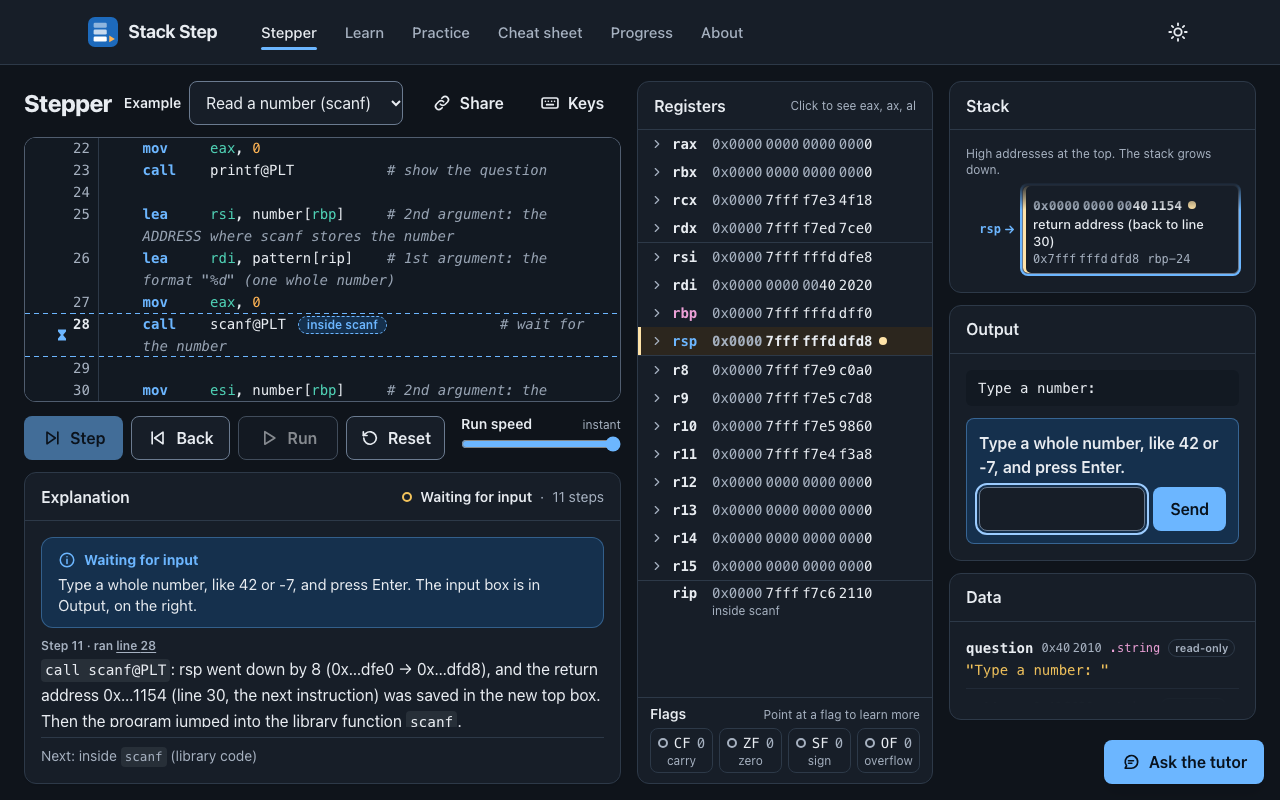 Stack Step
Stepper
Learn
Practice
Cheat sheet
Progress
About
Stepper
Example
Read a number (scanf)
Share
Keys
22 mov eax, 0
23 call printf@PLT # show the question
24
25 lea rsi, number[rbp] # 2nd argument: the
ADDRESS where scanf stores the number
26 lea rdi, pattern[rip] # 1st argument: the
format "%d" (one whole number)
27 mov eax, 0
28 call scanf@PLT inside scanf # wait for
the number
29
30 mov esi, number[rbp] # 2nd argument: the
Step
Back
Run
Reset
Run speed
instant
Explanation
Waiting for input · 11 steps
Waiting for input
Type a whole number, like 42 or -7, and press Enter. The input box is in
Output, on the right.
Step 11 · ran line 28
call scanf@PLT: rsp went down by 8 (0x…dfe0 → 0x…dfd8), and the return
address 0x…1154 (line 30, the next instruction) was saved in the new top box.
Then the program jumped into the library function scanf.
Next: inside scanf (library code)
Registers
Click to see eax, ax, al
rax 0x0000 0000 0000 0000
rbx 0x0000 0000 0000 0000
rcx 0x0000 7fff f7e3 4f18
rdx 0x0000 7fff f7ed 7ce0
rsi 0x0000 7fff fffd dfe8
rdi 0x0000 0000 0040 2020
rbp 0x0000 7fff fffd dff0
rsp 0x0000 7fff fffd dfd8
r8 0x0000 7fff f7e9 c0a0
r9 0x0000 7fff f7e5 c7d8
r10 0x0000 7fff f7e5 9860
r11 0x0000 7fff f7e4 f3a8
r12 0x0000 0000 0000 0000
r13 0x0000 0000 0000 0000
r14 0x0000 0000 0000 0000
r15 0x0000 0000 0000 0000
rip 0x0000 7fff f7c6 2110
inside scanf
Flags
Point at a flag to learn more
CF 0
carry
ZF 0
zero
SF 0
sign
OF 0
overflow
Stack
High addresses at the top. The stack grows
down.
rsp →
0x0000 0000 0040 1154
return address (back to line
30)
0x7fff fffd dfd8 rbp−24
Output
Type a number:
Type a whole number, like 42 or
-7, and press Enter.
Send
Data
question 0x40 2010 .string read-only
"Type a number: "
Ask the tutor